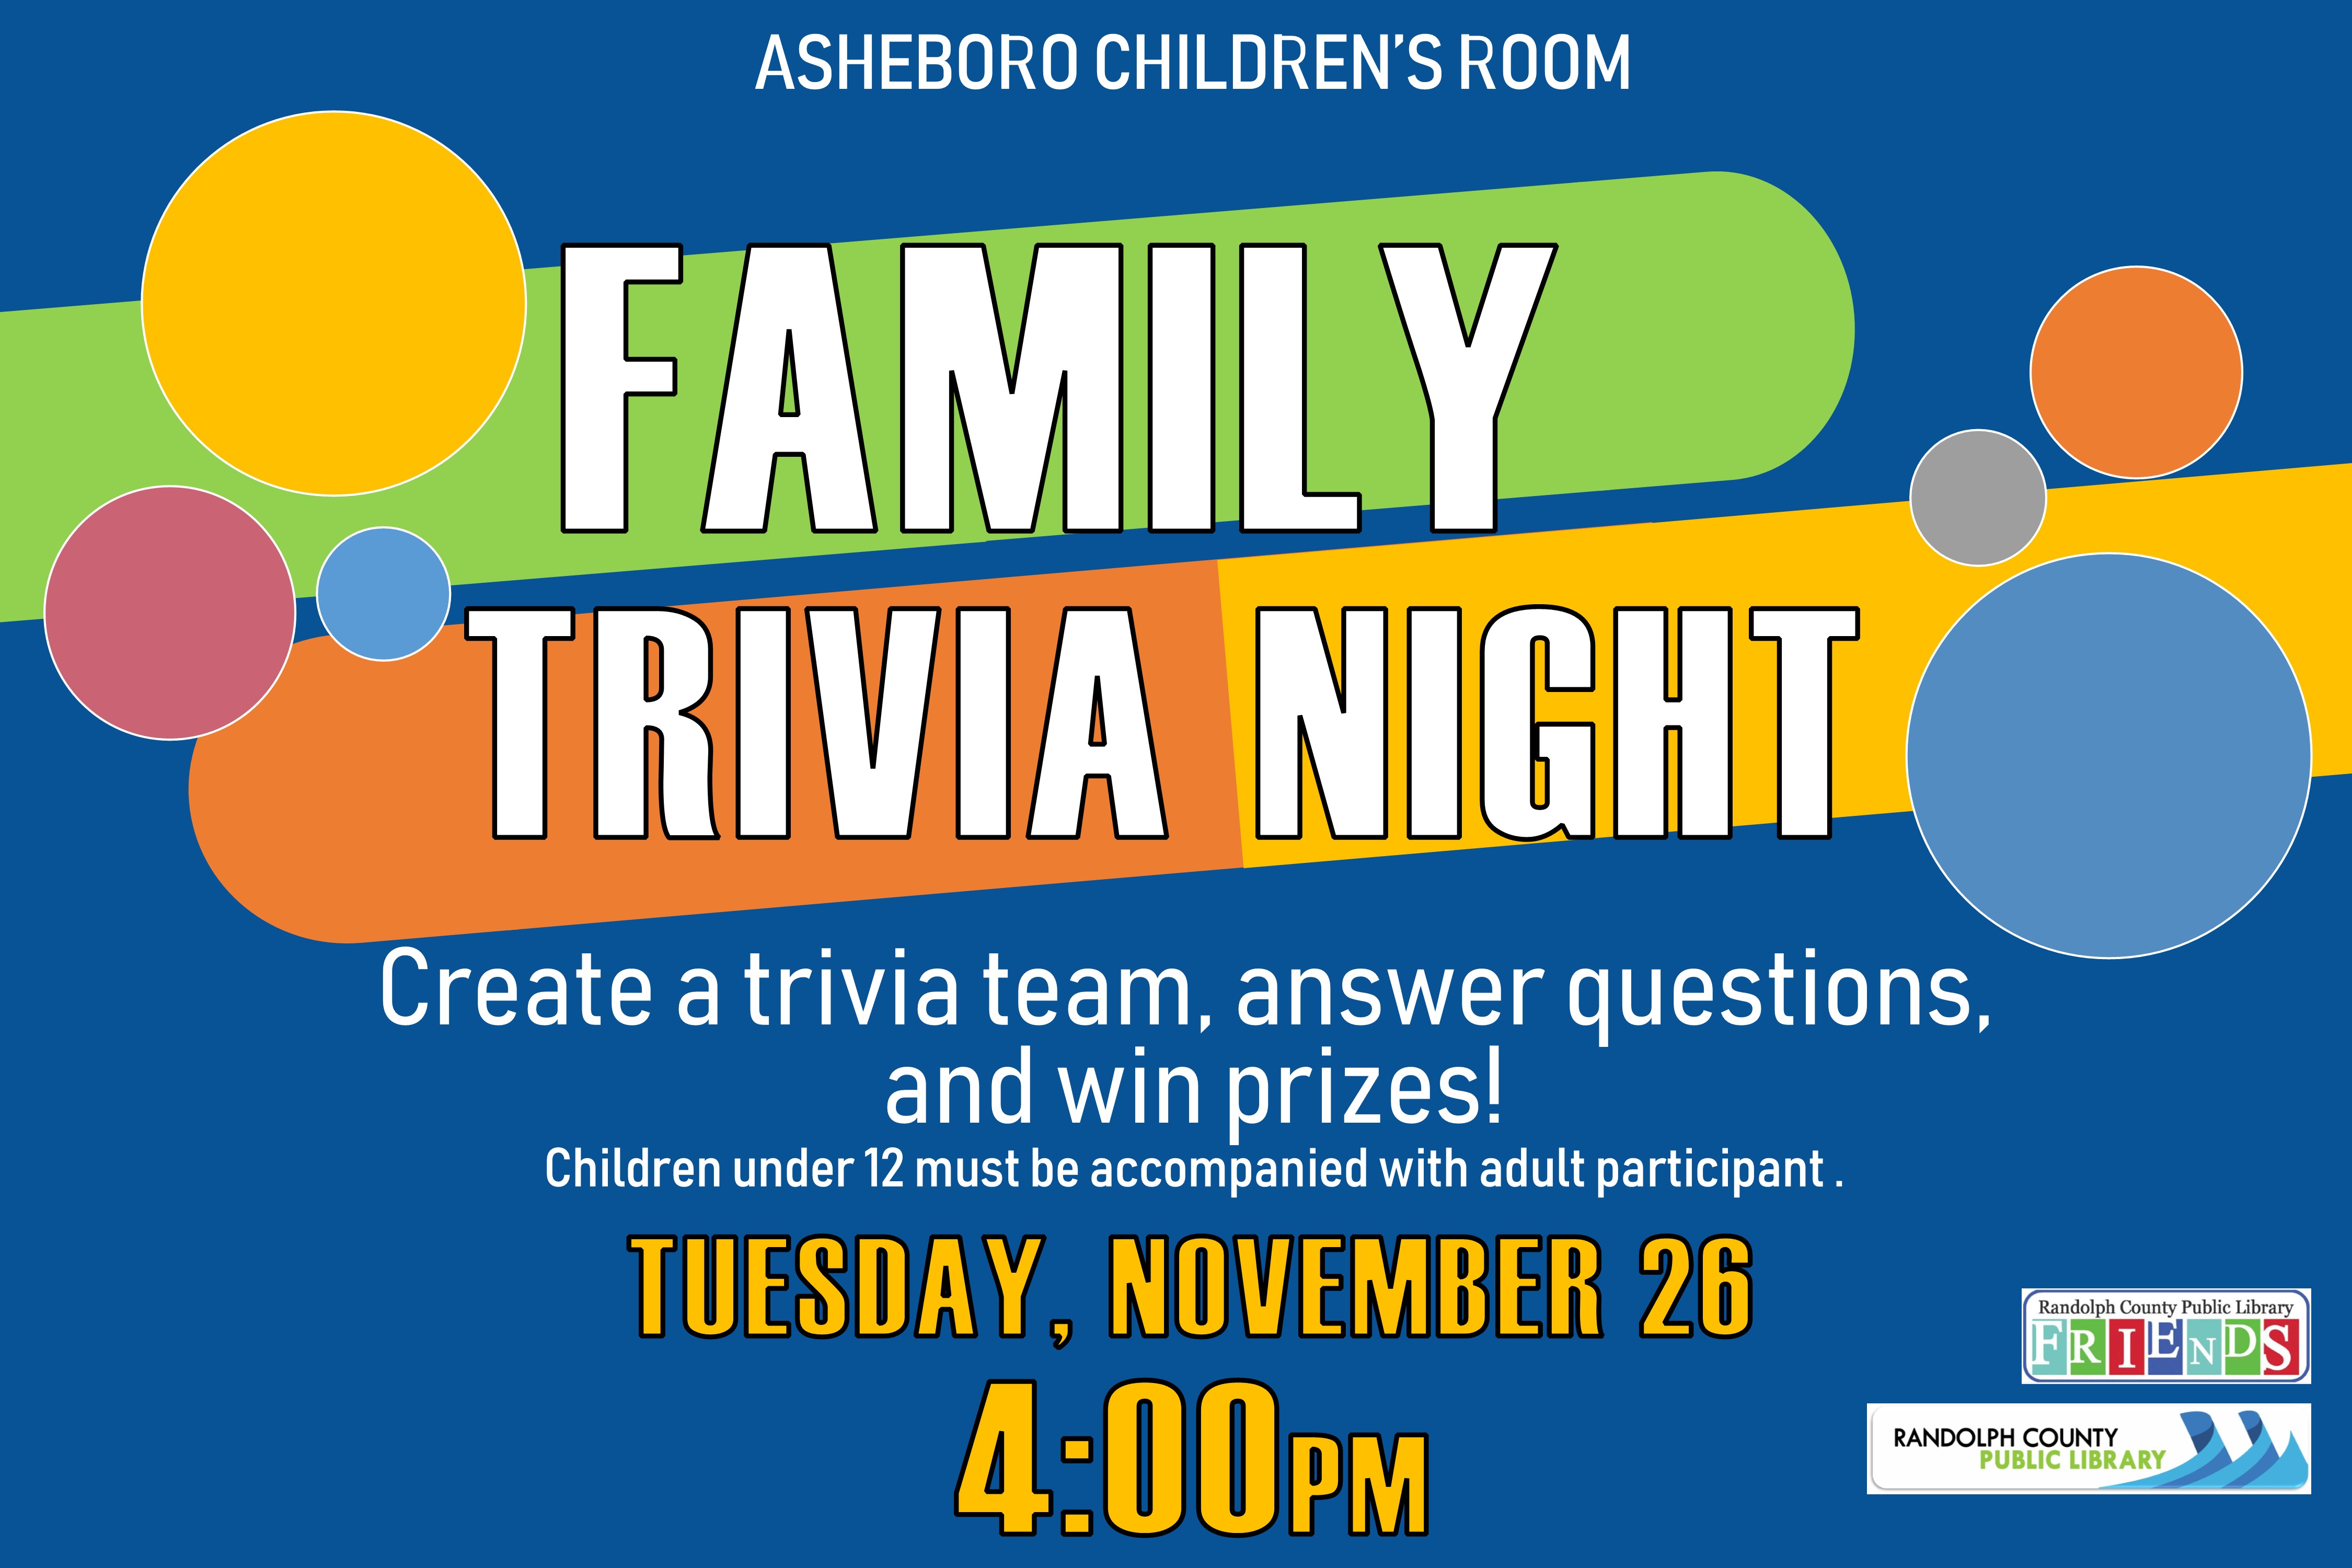 ASHEBORO CHILDREN'S ROOM
FAMILY
TRIVIA NIGHT
Create a trivia team, answer questions,
and win prizes!
Children under 12 must be accompanied with adult participant .
TUESDAY, NOVEMBER 26
4:00PM
Randolph County Public Library
FRIENDS
RANDOLPH COUNTY
PUBLIC LIBRARY